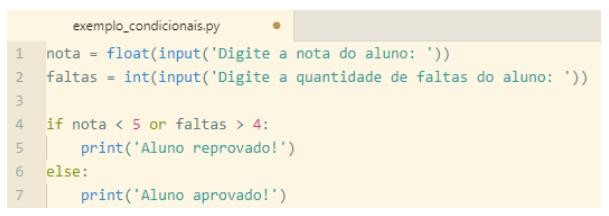 exemplo_condicionais.py
1 nota = float(input('Digite a nota do aluno: '))
2 faltas = int(input('Digite a quantidade de faltas do aluno: '))
3
4 if nota < 5 or faltas > 4:
5     print('Aluno reprovado!')
6 else:
7     print('Aluno aprovado!')